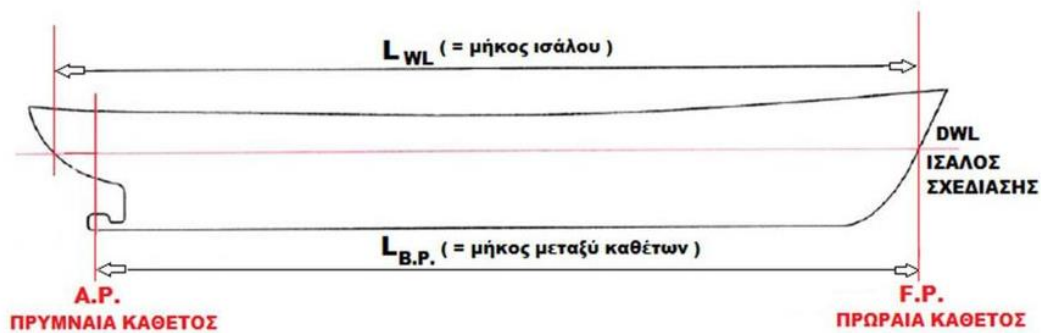 L WL ( = μήκος ισάλου )
DWL
ΙΣΑΛΟΣ
ΣΧΕΔΙΑΣΗΣ
L B.P. ( = μήκος μεταξύ καθέτων )
A.P.
ΠΡΥΜΝΑΙΑ ΚΑΘΕΤΟΣ
F.P.
ΠΡΩΡΑΙΑ ΚΑΘΕΤΟΣ